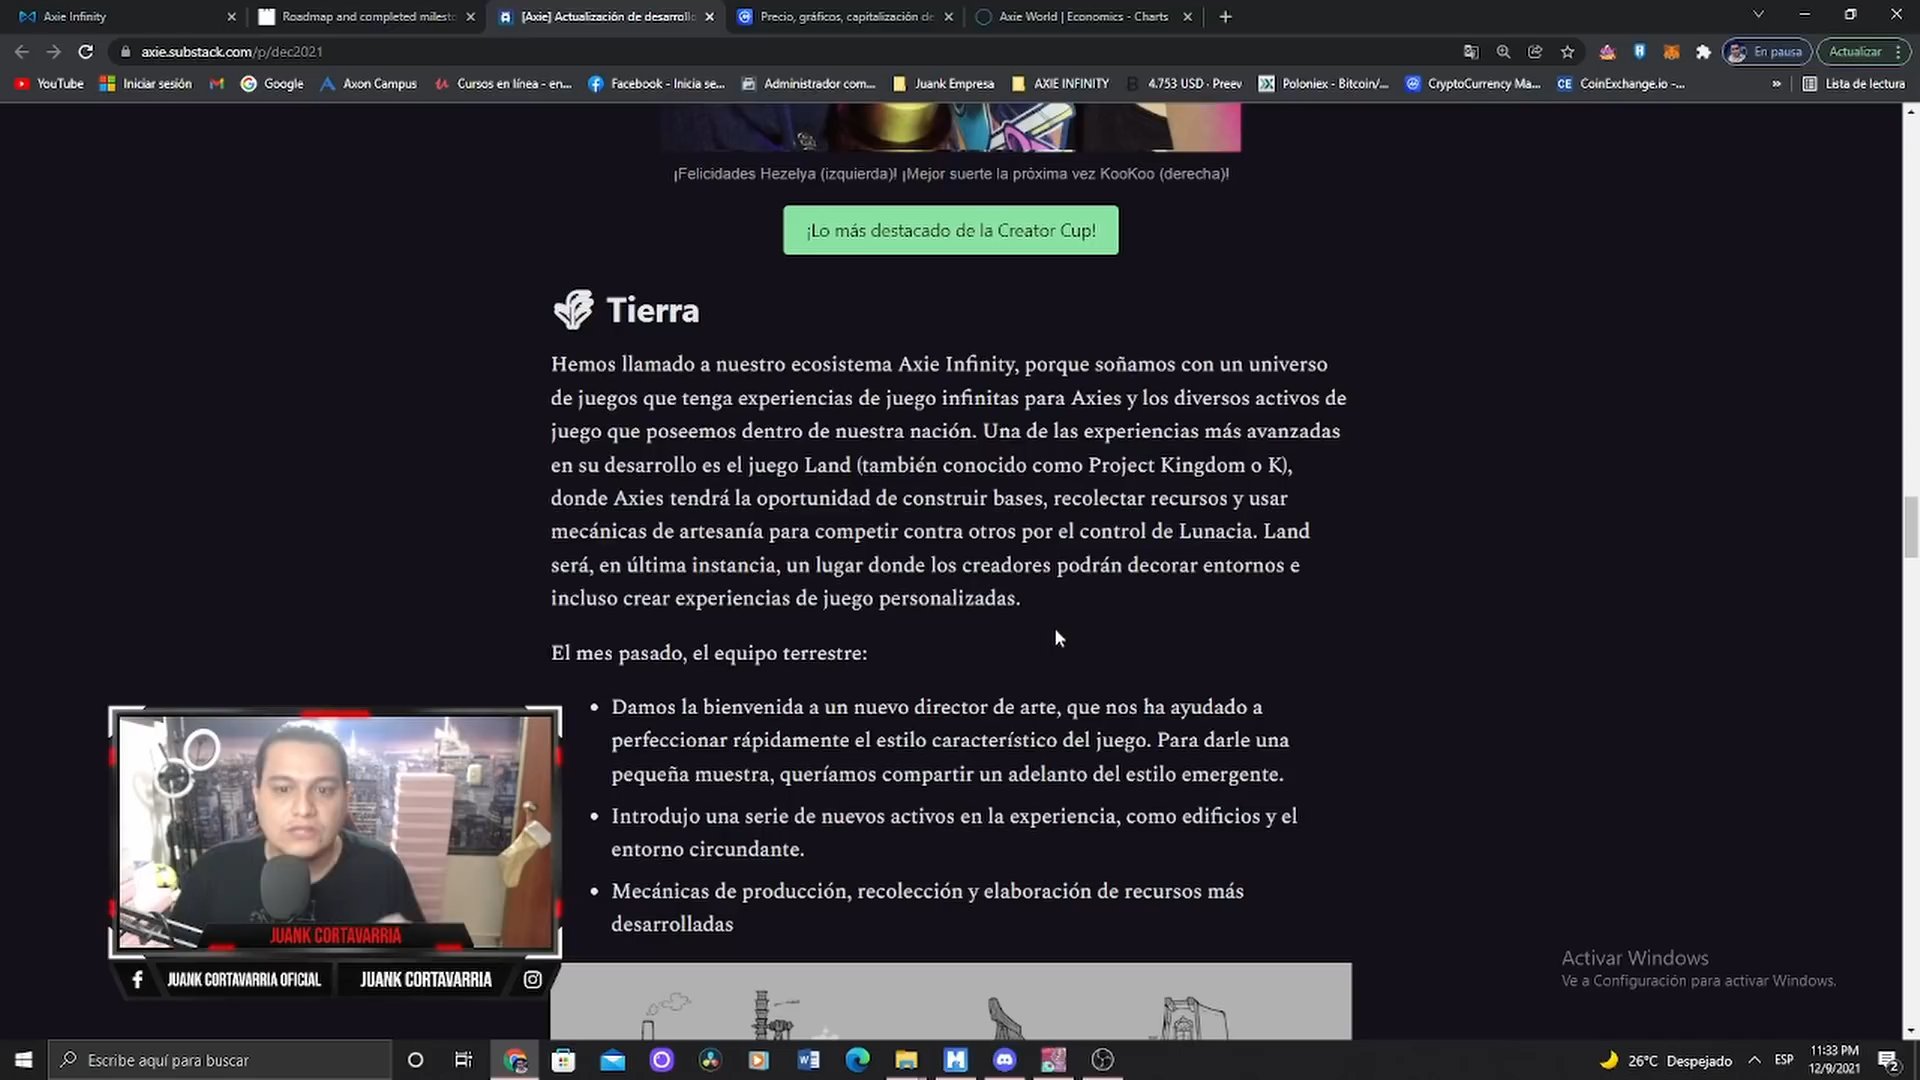 Axie Infinity
Roadmap and completed milest
[Axie] Actualización de desarroll
Precio, gráficos, capitalización de
Axie World | Economics - Charts
axie.substack.com/p/dec2021
En pausa
Actualizar
YouTube
Iniciar sesión
Google
Axon Campus
Cursos en línea - en...
Facebook - Inicia se...
Administrador com...
Juank Empresa
AXIE INFINITY
4.753 USD · Preev
Poloniex - Bitcoin/...
CryptoCurrency Ma...
CE CoinExchange.io -...
»
Lista de lectura
¡Felicidades Hezelya (izquierda)! ¡Mejor suerte la próxima vez KooKoo (derecha)!
¡Lo más destacado de la Creator Cup!
Tierra
Hemos llamado a nuestro ecosistema Axie Infinity, porque soñamos con un universo
de juegos que tenga experiencias de juego infinitas para Axies y los diversos activos de
juego que poseemos dentro de nuestra nación. Una de las experiencias más avanzadas
en su desarrollo es el juego Land (también conocido como Project Kingdom o K),
donde Axies tendrá la oportunidad de construir bases, recolectar recursos y usar
mecánicas de artesanía para competir contra otros por el control de Lunacia. Land
será, en última instancia, un lugar donde los creadores podrán decorar entornos e
incluso crear experiencias de juego personalizadas.
El mes pasado, el equipo terrestre:
• Damos la bienvenida a un nuevo director de arte, que nos ha ayudado a
perfeccionar rápidamente el estilo característico del juego. Para darle una
pequeña muestra, queríamos compartir un adelanto del estilo emergente.
• Introdujo una serie de nuevos activos en la experiencia, como edificios y el
entorno circundante.
• Mecánicas de producción, recolección y elaboración de recursos más
desarrolladas
JUANK CORTAVARRIA
JUANK CORTAVARRIA OFICIAL
JUANK CORTAVARRIA
Activar Windows
Ve a Configuración para activar Windows.
Escribe aquí para buscar
26°C Despejado
ESP
11:33 PM
12/9/2021
2